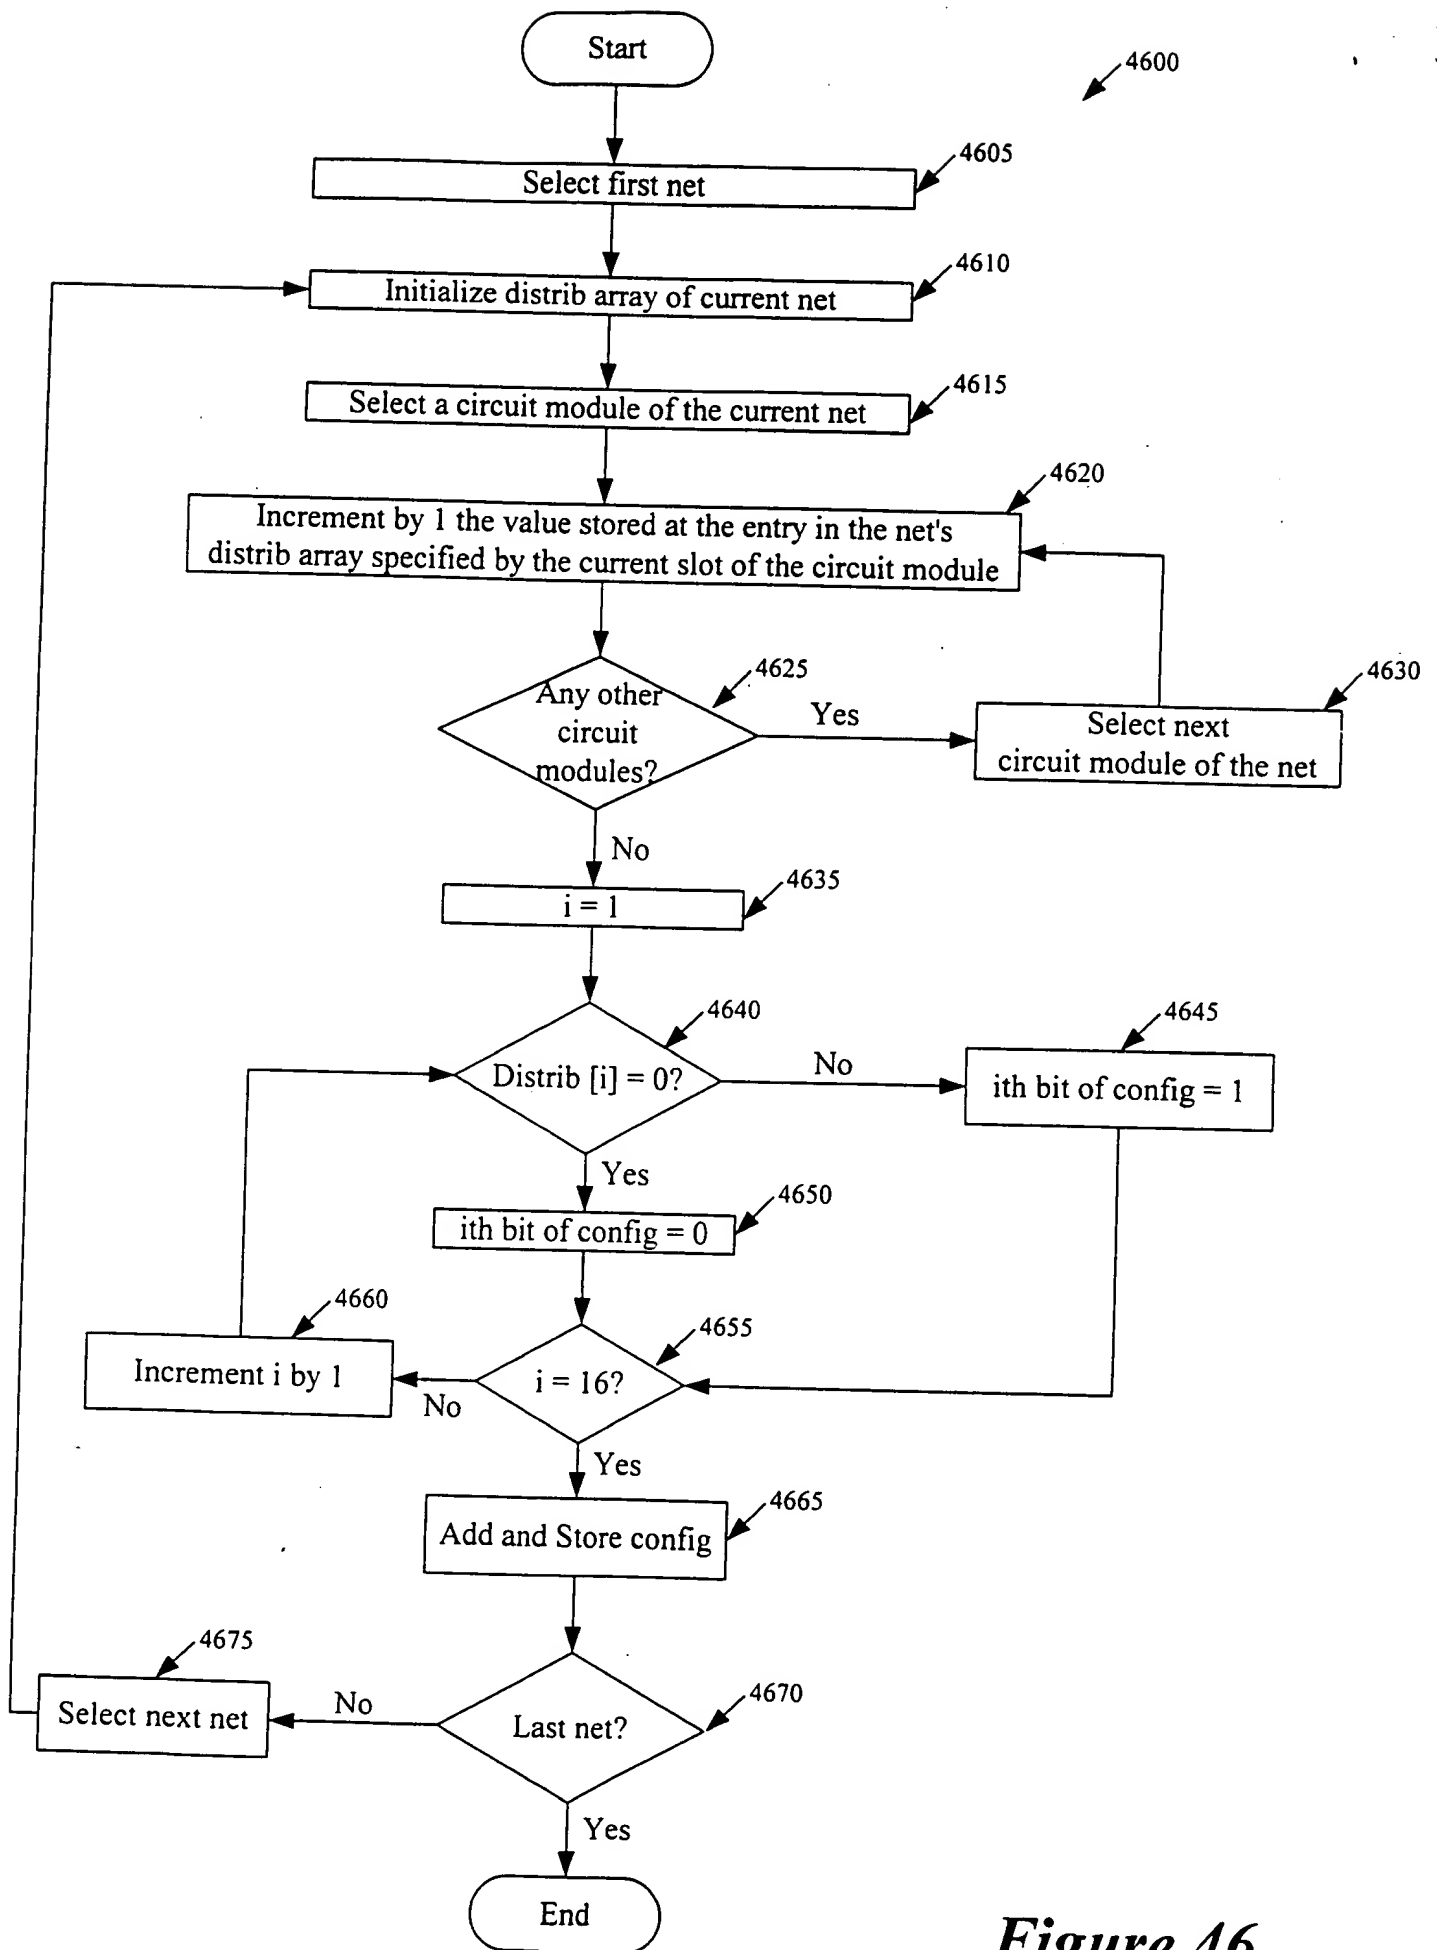 Start
4600
4605
Select first net
4610
Initialize distrib array of current net
4615
Select a circuit module of the current net
4620
Increment by 1 the value stored at the entry in the net's
distrib array specified by the current slot of the circuit module
4625
4630
Any other
circuit
modules?
Yes
Select next
circuit module of the net
No
4635
i = 1
4640
4645
Distrib [i] = 0?
No
ith bit of config = 1
Yes
4650
ith bit of config = 0
4660
4655
Increment i by 1
No
i = 16?
Yes
4665
Add and Store config
4675
4670
Select next net
No
Last net?
Yes
End
Figure 46